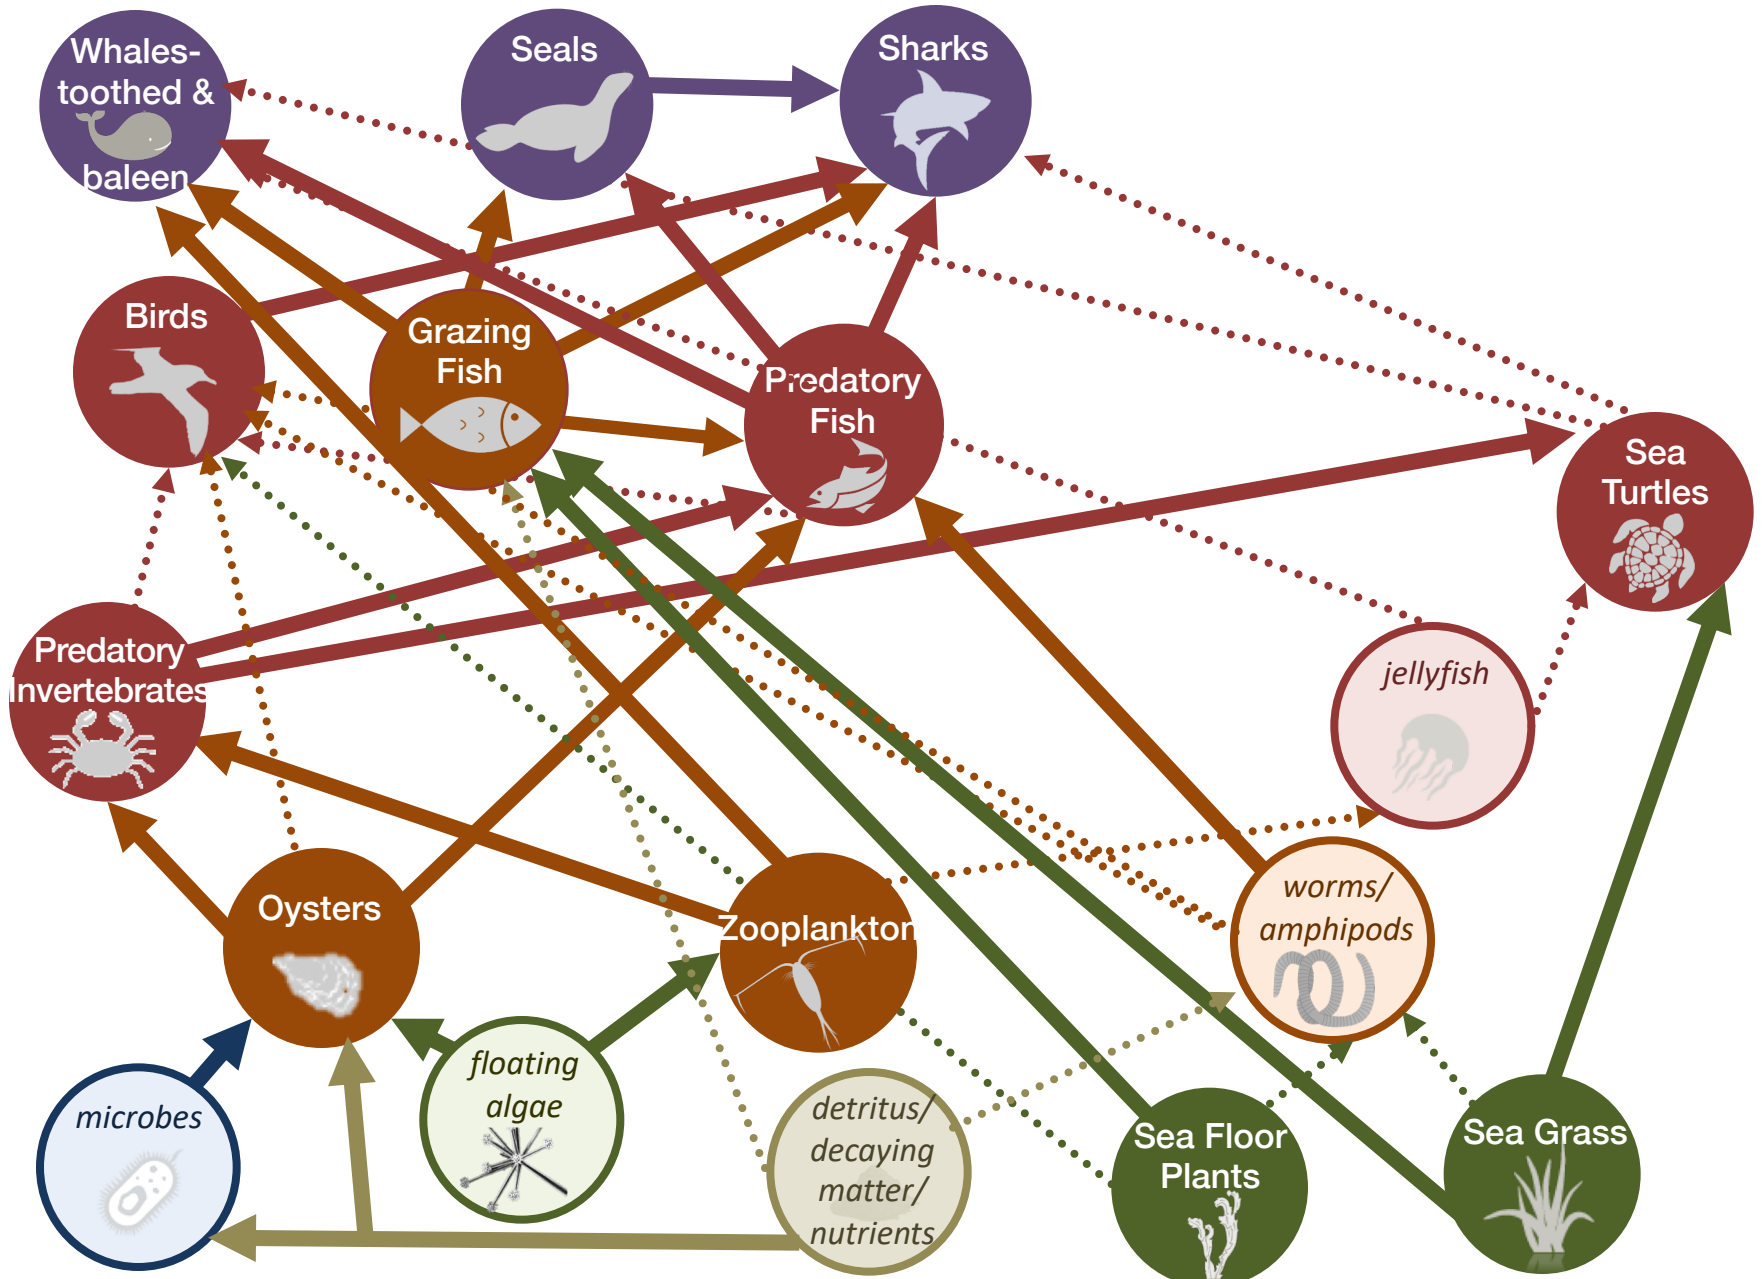 Whales-
toothed &
baleen
Seals
Sharks
Birds
Grazing
Fish
Predatory
Fish
Sea
Turtles
Predatory
Invertebrates
jellyfish
Oysters
Zooplankton
worms/
amphipods
microbes
floating
algae
detritus/
decaying
matter/
nutrients
Sea Floor
Plants
Sea Grass